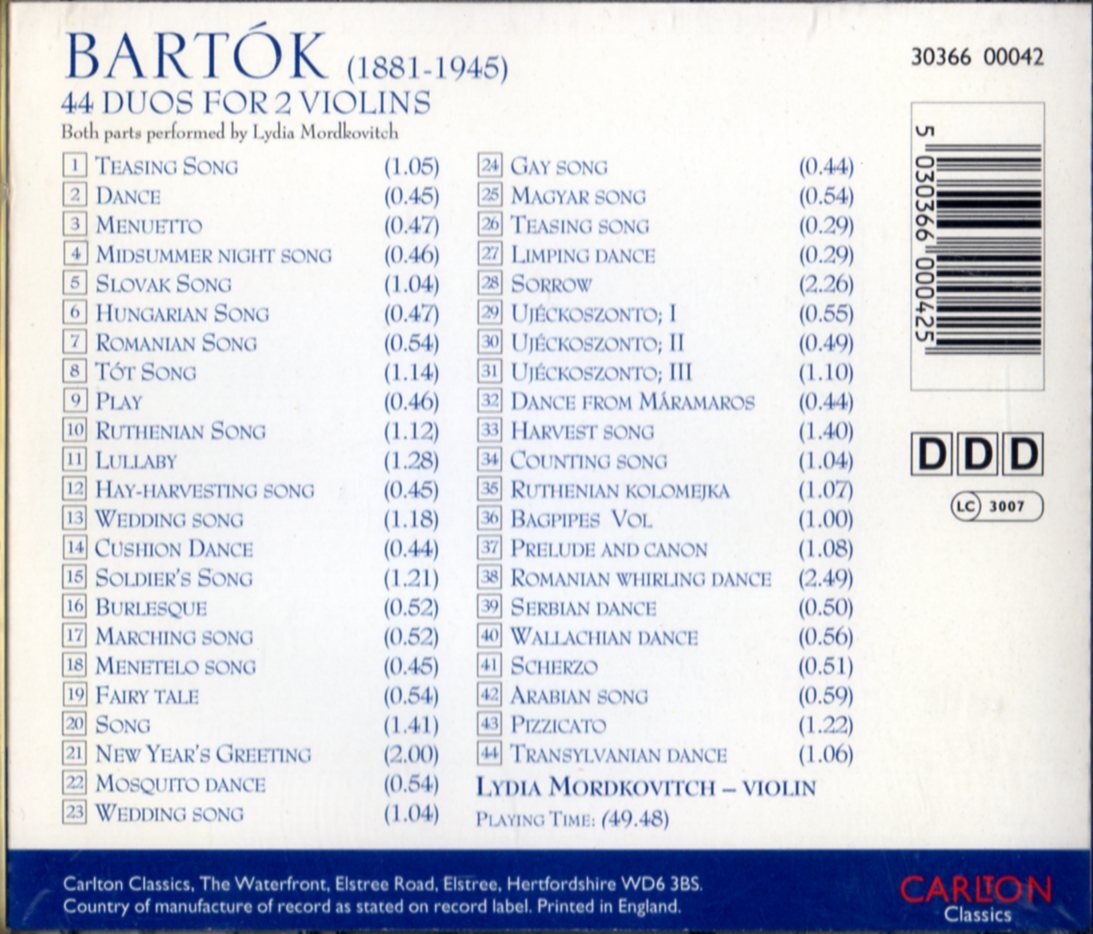 BARTÓK (1881-1945)
44 DUOS FOR 2 VIOLINS
Both parts performed by Lydia Mordkovitch
1 TEASING SONG (1.05)
2 DANCE (0.45)
3 MENUETTO (0.47)
4 MIDSUMMER NIGHT SONG (0.46)
5 SLOVAK SONG (1.04)
6 HUNGARIAN SONG (0.47)
7 ROMANIAN SONG (0.54)
8 TÓT SONG (1.14)
9 PLAY (0.46)
10 RUTHENIAN SONG (1.12)
11 LULLABY (1.28)
12 HAY-HARVESTING SONG (0.45)
13 WEDDING SONG (1.18)
14 CUSHION DANCE (0.44)
15 SOLDIER'S SONG (1.21)
16 BURLESQUE (0.52)
17 MARCHING SONG (0.52)
18 MENETELO SONG (0.45)
19 FAIRY TALE (0.54)
20 SONG (1.41)
21 NEW YEAR'S GREETING (2.00)
22 MOSQUITO DANCE (0.54)
23 WEDDING SONG (1.04)
24 GAY SONG (0.44)
25 MAGYAR SONG (0.54)
26 TEASING SONG (0.29)
27 LIMPING DANCE (0.29)
28 SORROW (2.26)
29 UJÉCKOSZONTO; I (0.55)
30 UJÉCKOSZONTO; II (0.49)
31 UJÉCKOSZONTO; III (1.10)
32 DANCE FROM MÁRAMAROS (0.44)
33 HARVEST SONG (1.40)
34 COUNTING SONG (1.04)
35 RUTHENIAN KOLOMEJKA (1.07)
36 BAGPIPES VOL (1.00)
37 PRELUDE AND CANON (1.08)
38 ROMANIAN WHIRLING DANCE (2.49)
39 SERBIAN DANCE (0.50)
40 WALLACHIAN DANCE (0.56)
41 SCHERZO (0.51)
42 ARABIAN SONG (0.59)
43 PIZZICATO (1.22)
44 TRANSYLVANIAN DANCE (1.06)
LYDIA MORDKOVITCH – VIOLIN
PLAYING TIME: (49.48)
30366 00042
5 030366 000425
DDD
LC 3007
Carlton Classics, The Waterfront, Elstree Road, Elstree, Hertfordshire WD6 3BS.
Country of manufacture of record as stated on record label. Printed in England.
CARLTON
Classics